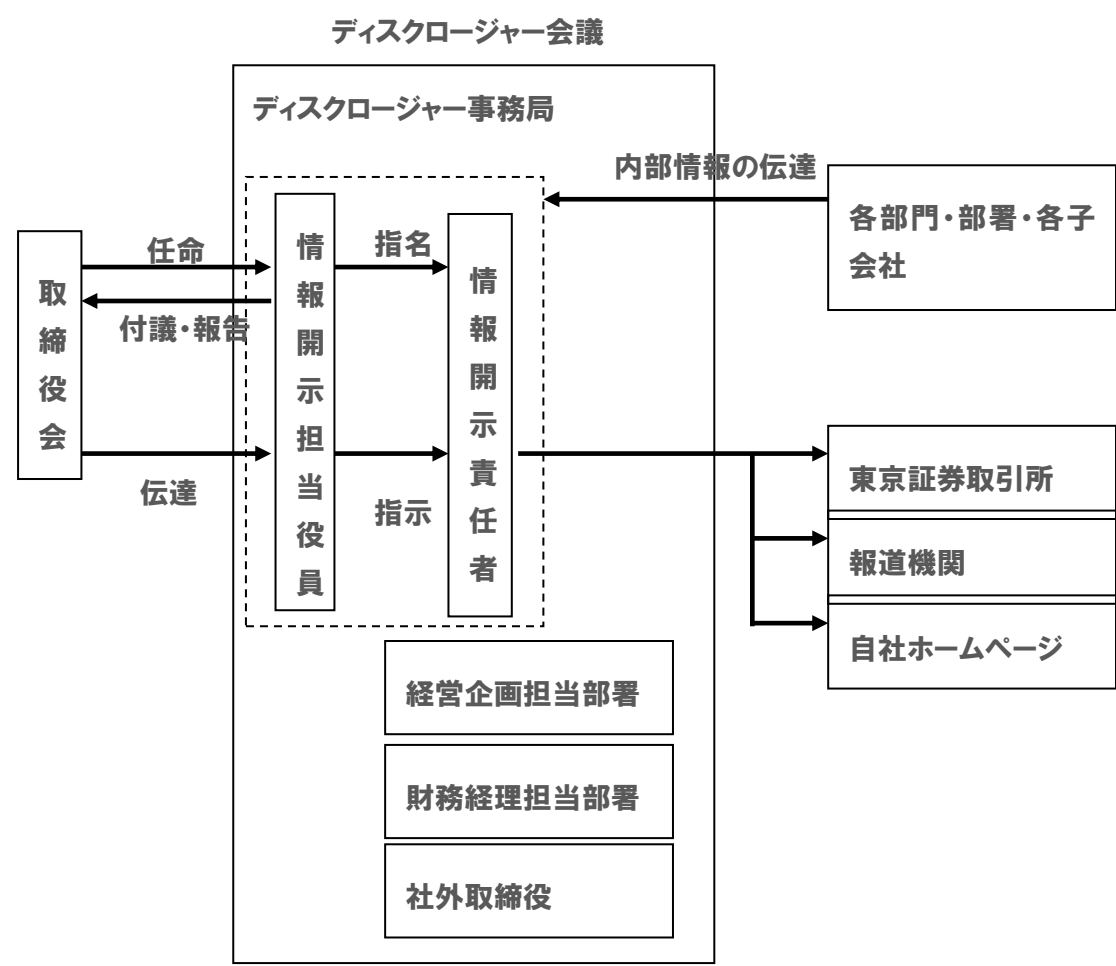 ディスクロージャー会議
ディスクロージャー事務局
内部情報の伝達
各部門・部署・各子
会社
取締役会
任命
付議・報告
伝達
情報開示担当役員
指名
指示
情報開示責任者
東京証券取引所
報道機関
自社ホームページ
経営企画担当部署
財務経理担当部署
社外取締役